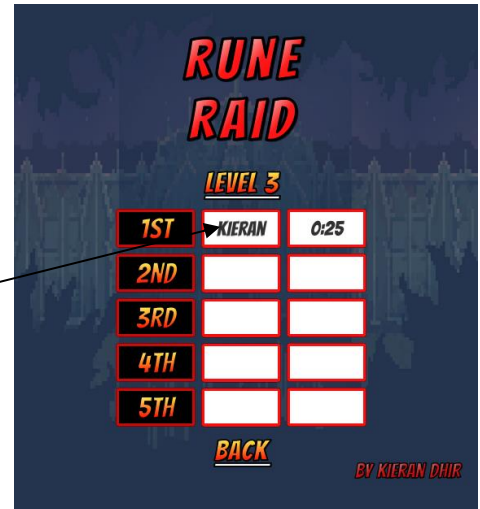 RUNE
RAID
LEVEL 3
1ST KIERAN 0:25
2ND
3RD
4TH
5TH
BACK
BY KIERAN DHIR